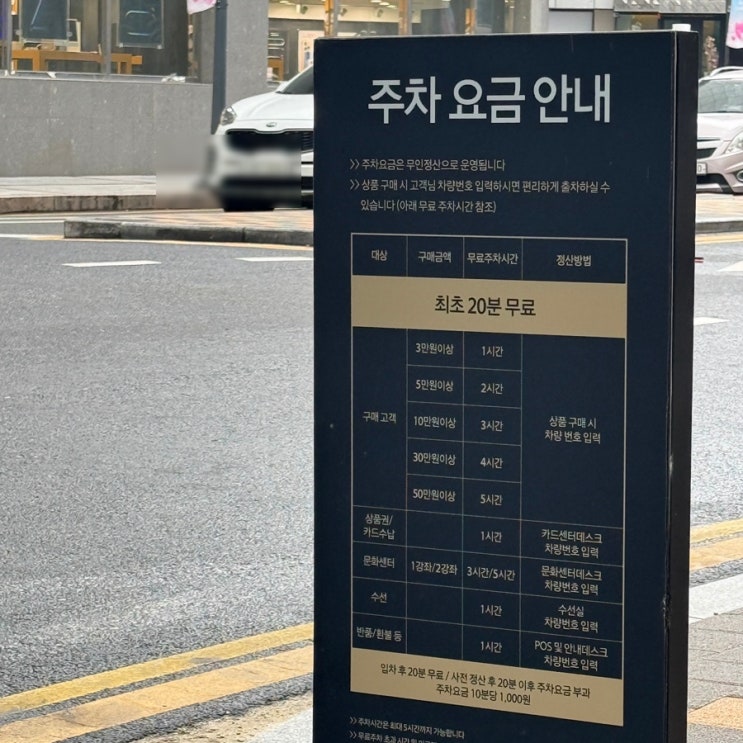 주차 요금 안내
>> 주차요금은 무인정산으로 운영됩니다
>> 상품 구매 시 고객님 차량번호 입력하시면 편리하게 출차하실 수
있습니다 (아래 무료 주차시간 참조)
대상 구매금액 무료주차시간 정산방법
최초 20분 무료
구매 고객
3만원이상 1시간
5만원이상 2시간
10만원이상 3시간
30만원이상 4시간
50만원이상 5시간
상품 구매 시
차량 번호 입력
상품권/
카드수납
1시간
카드센터데스크
차량번호 입력
문화센터 1강좌/2강좌 3시간/5시간
문화센터데스크
차량번호 입력
수선 1시간
수선실
차량번호 입력
반품/환불 등 1시간
POS 및 안내데스크
차량번호 입력
입차 후 20분 무료 / 사전 정산 후 20분 이후 주차요금 부과
주차요금 10분당 1,000원
>> 주차시간은 최대 5시간까지 가능합니다
>> 무료주차 초과 시간 및